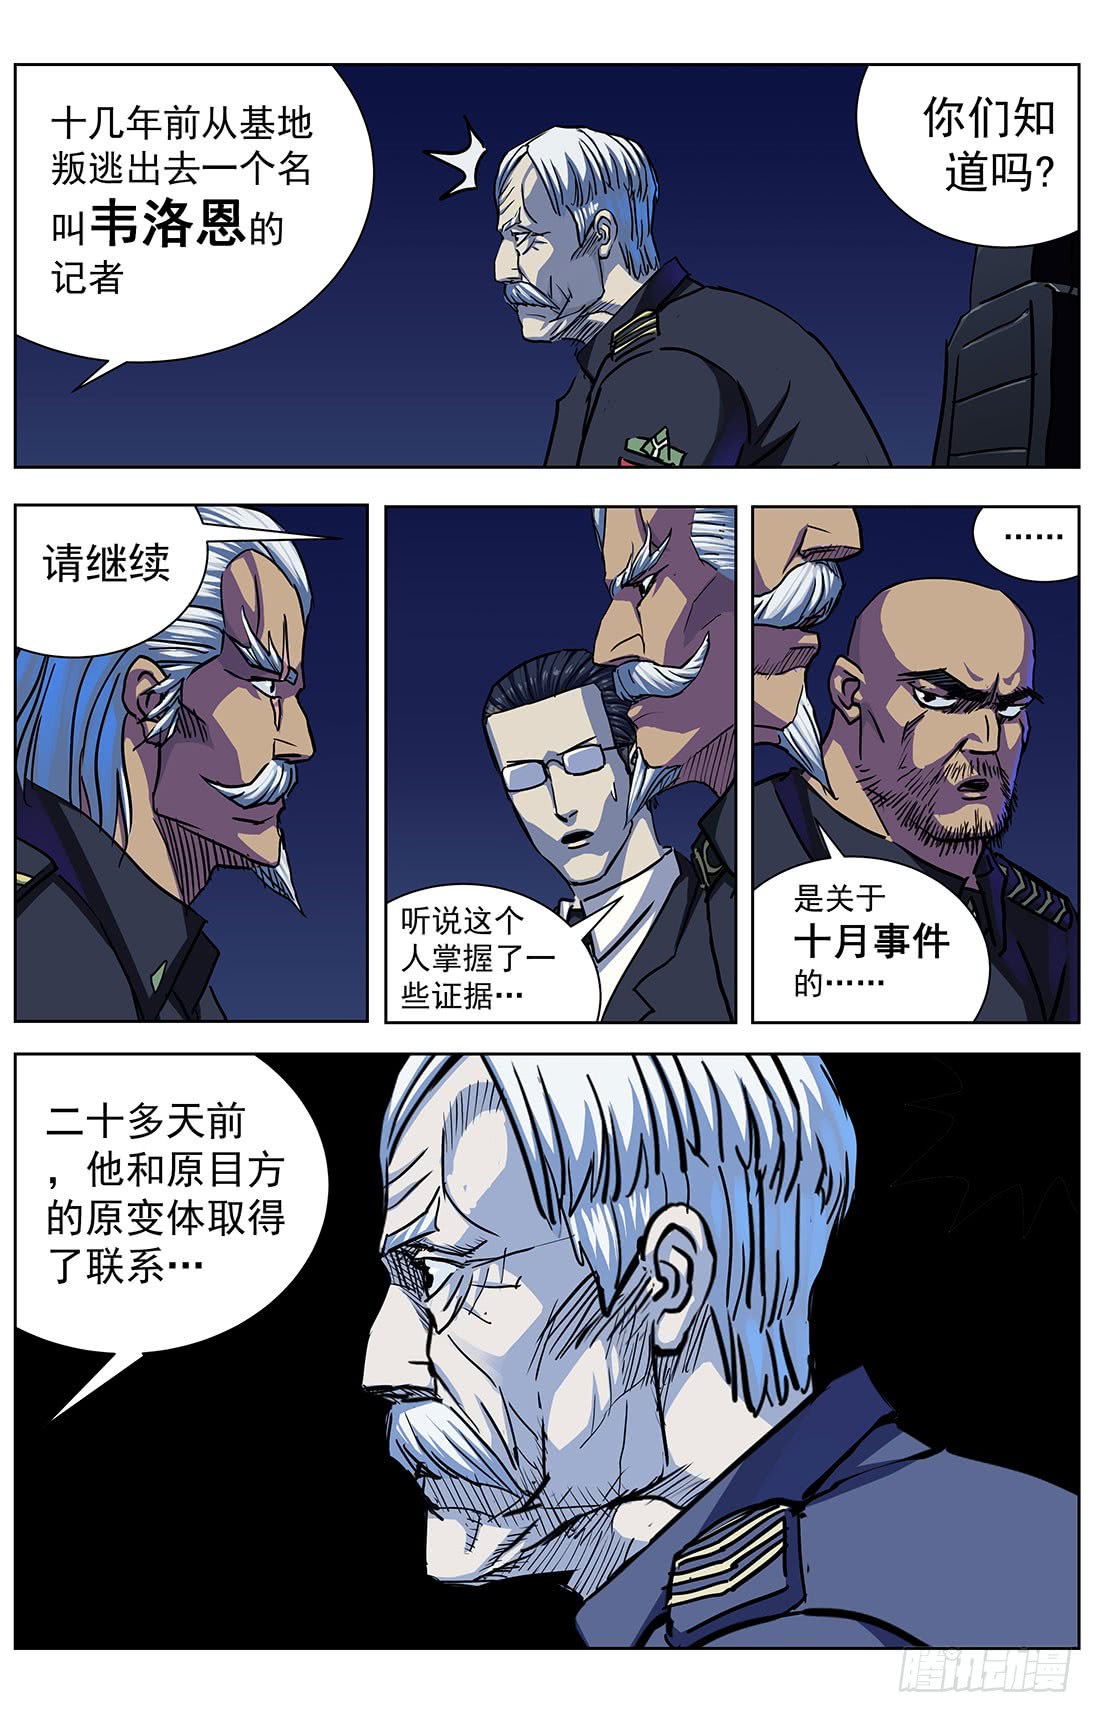 你们知
道吗?
十几年前从基地
叛逃出去一个名
叫韦洛恩的
记者
请继续
听说这个
人掌握了一
些证据…
……
是关于
十月事件
的……
二十多天前
，他和原目方
的原变体取得
了联系…
腾讯动漫